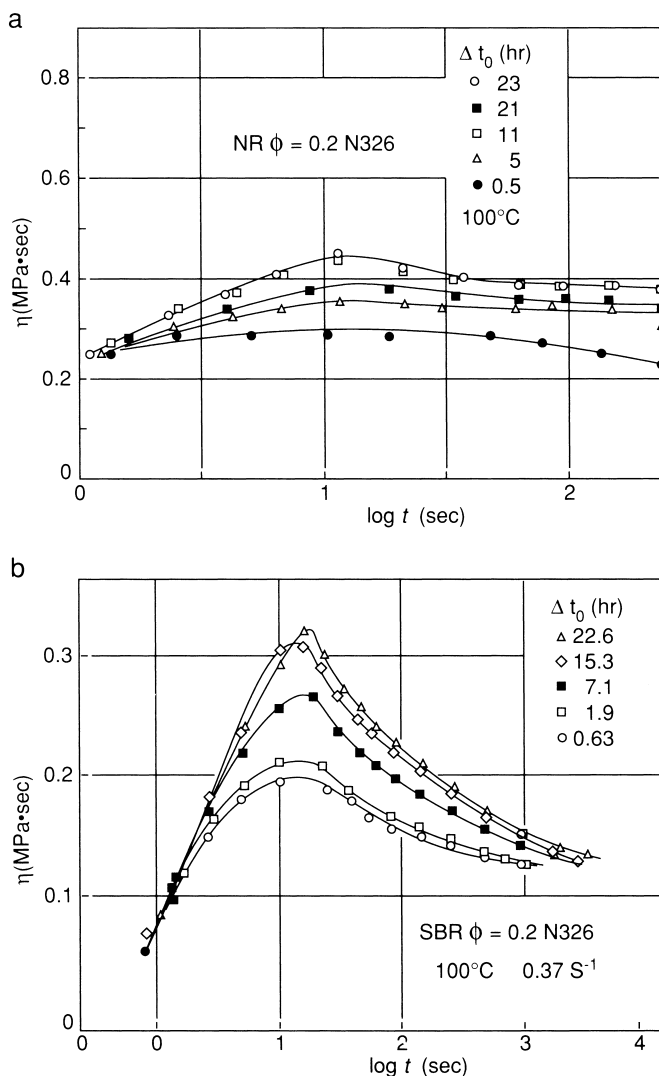 a
0.8
0.6
0.4
0.2
0
η(MPa•sec)
Δ t₀ (hr)
○ 23
■ 21
□ 11
△ 5
● 0.5
100°C
NR ϕ = 0.2 N326
0 1 2
log t (sec)
b
0.3
0.2
0.1
0
η(MPa•sec)
Δ t₀ (hr)
△ 22.6
◇ 15.3
■ 7.1
□ 1.9
○ 0.63
SBR ϕ = 0.2 N326
100°C 0.37 S⁻¹
0 1 2 3 4
log t (sec)